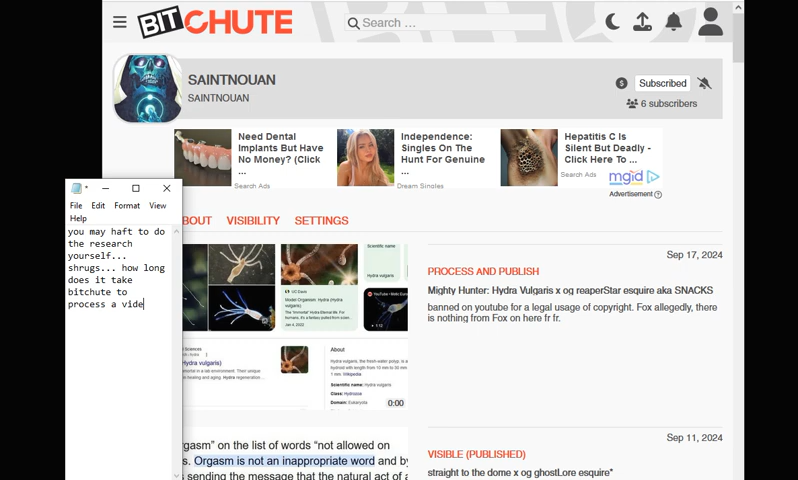 BITCHUTE
Search ...
SAINTNOUAN
SAINTNOUAN
Subscribed
6 subscribers
Need Dental
Implants But Have
No Money? (Click
...
Search Ads
Independence:
Singles On The
Hunt For Genuine
...
Dream Singles
Hepatitis C Is
Silent But Deadly -
Click Here To ...
Search Ads
mgid
Advertisement
File Edit Format View
Help
you may haft to do
the research
yourself...
shrugs... how long
does it take
bitchute to
process a vide
BOUT VISIBILITY SETTINGS
UC Davis
Model Organism: Hydra (Hydra
vulgaris)
Jan 4, 2022
Scientific name
Hydra vulgaris
About
Scientific name: Hydra vulgaris
Class: Hydrozoa
Domain: Eukaryota
0:00
Sep 17, 2024
PROCESS AND PUBLISH
Mighty Hunter: Hydra Vulgaris x og reaperStar esquire aka SNACKS
banned on youtube for a legal usage of copyright. Fox allegedly, there
is nothing from Fox on here fr fr.
rgasm” on the list of words “not allowed on
s. Orgasm is not an inappropriate word and by
sending the message that the natural act of a
Sep 11, 2024
VISIBLE (PUBLISHED)
straight to the dome x og ghostLore esquire*